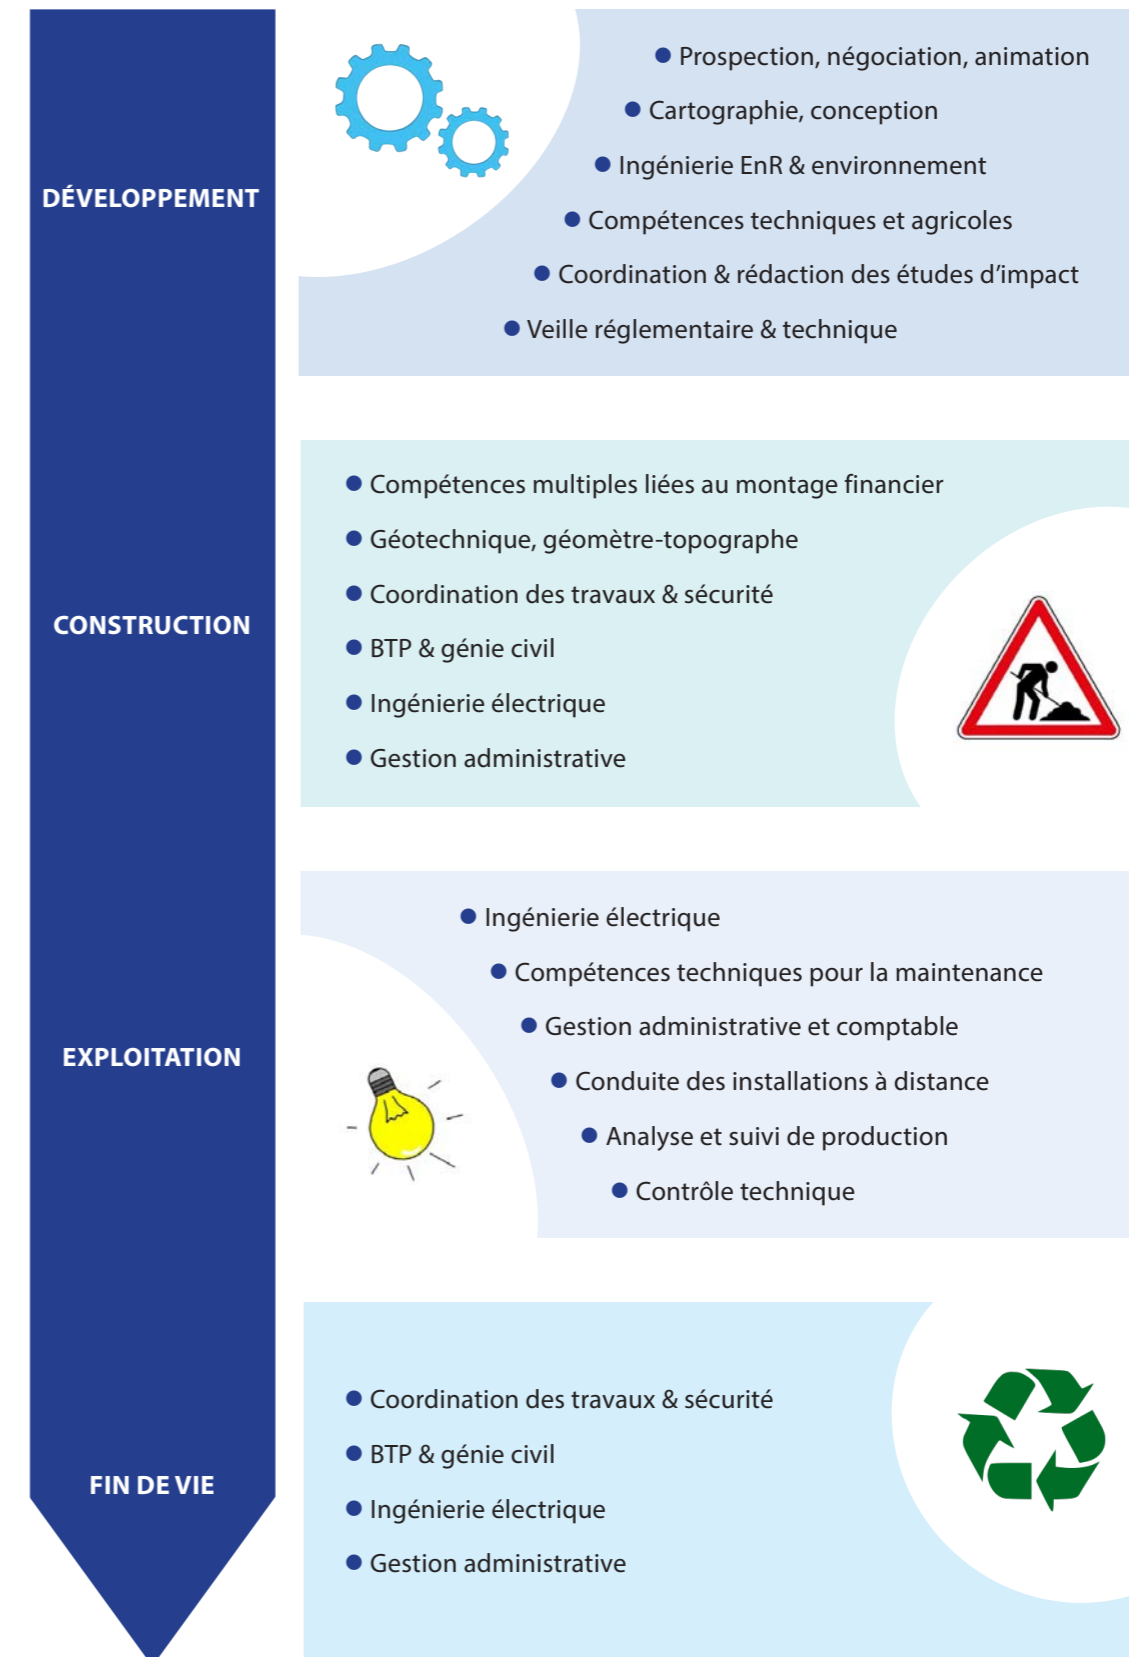 DÉVELOPPEMENT
● Prospection, négociation, animation
● Cartographie, conception
● Ingénierie EnR & environnement
● Compétences techniques et agricoles
● Coordination & rédaction des études d’impact
● Veille réglementaire & technique
CONSTRUCTION
● Compétences multiples liées au montage financier
● Géotechnique, géomètre-topographe
● Coordination des travaux & sécurité
● BTP & génie civil
● Ingénierie électrique
● Gestion administrative
EXPLOITATION
● Ingénierie électrique
● Compétences techniques pour la maintenance
● Gestion administrative et comptable
● Conduite des installations à distance
● Analyse et suivi de production
● Contrôle technique
FIN DE VIE
● Coordination des travaux & sécurité
● BTP & génie civil
● Ingénierie électrique
● Gestion administrative